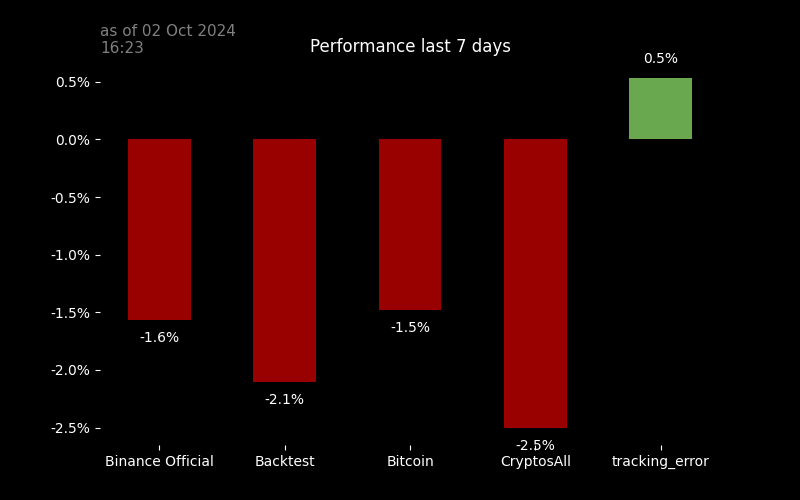 as of 02 Oct 2024
16:23
Performance last 7 days
0.5%
0.5%
0.0%
-0.5%
-1.0%
-1.5%
-2.0%
-2.5%
-1.6%
-2.1%
-1.5%
-2.5%
Binance Official
Backtest
Bitcoin
CryptosAll
tracking_error